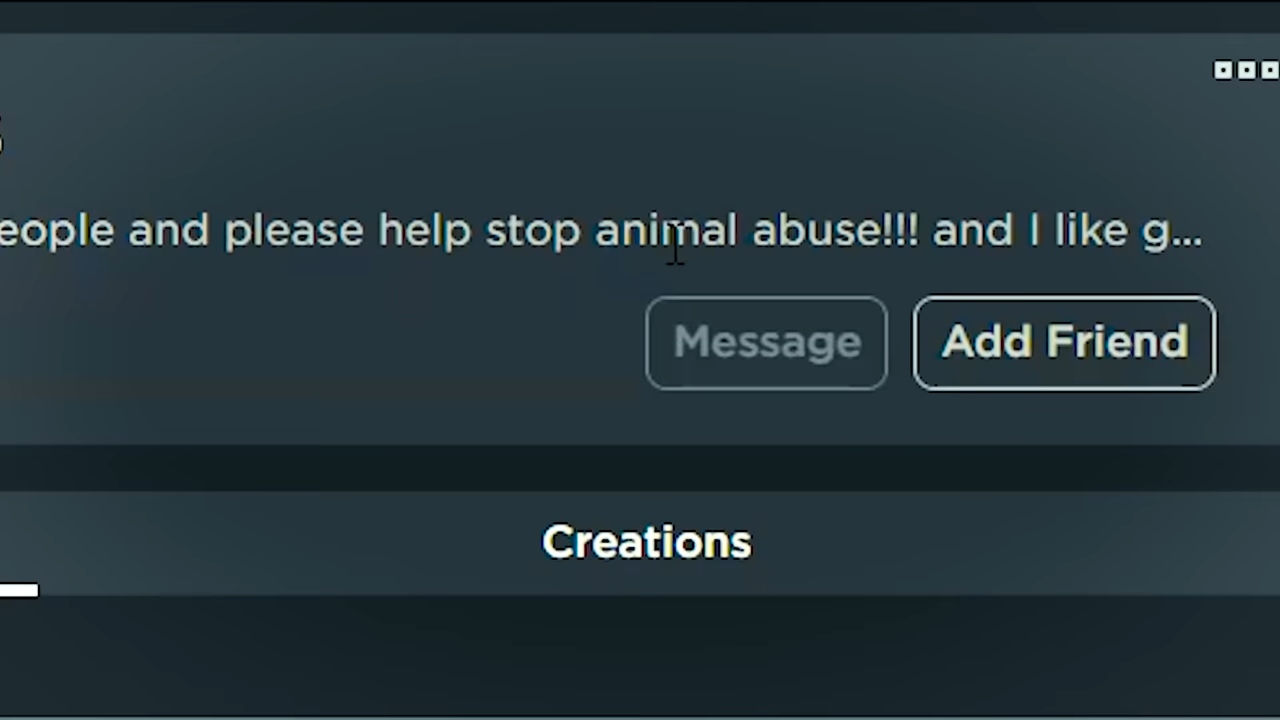 eople and please help stop animal abuse!!! and I like g...
Message
Add Friend
Creations